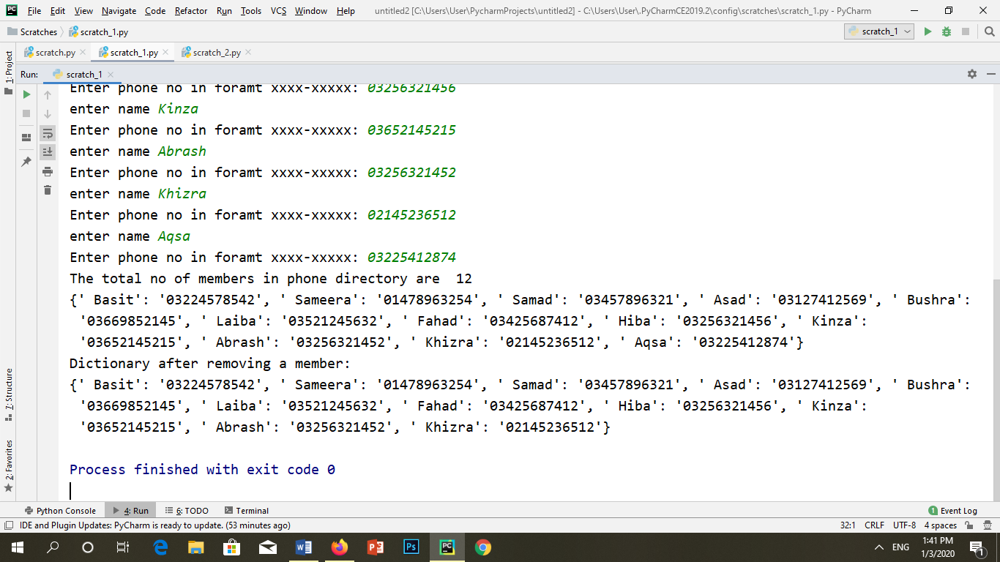 File Edit View Navigate Code Refactor Run Tools VCS Window Help untitled2 [C:\Users\User\PycharmProjects\untitled2] - C:\Users\User\.PyCharmCE2019.2\config\scratches\scratch_1.py - PyCharm
Scratches scratch_1.py scratch_1
scratch.py scratch_1.py scratch_2.py
1: Project
Run: scratch_1
Enter phone no in foramt xxxx-xxxxx: 03256321456
enter name Kinza
Enter phone no in foramt xxxx-xxxxx: 03652145215
enter name Abrash
Enter phone no in foramt xxxx-xxxxx: 03256321452
enter name Khizra
Enter phone no in foramt xxxx-xxxxx: 02145236512
enter name Aqsa
Enter phone no in foramt xxxx-xxxxx: 03225412874
The total no of members in phone directory are  12
{' Basit': '03224578542', ' Sameera': '01478963254', ' Samad': '03457896321', ' Asad': '03127412569', ' Bushra':
'03669852145', ' Laiba': '03521245632', ' Fahad': '03425687412', ' Hiba': '03256321456', ' Kinza':
'03652145215', ' Abrash': '03256321452', ' Khizra': '02145236512', ' Aqsa': '03225412874'}
Dictionary after removing a member:
{' Basit': '03224578542', ' Sameera': '01478963254', ' Samad': '03457896321', ' Asad': '03127412569', ' Bushra':
'03669852145', ' Laiba': '03521245632', ' Fahad': '03425687412', ' Hiba': '03256321456', ' Kinza':
'03652145215', ' Abrash': '03256321452', ' Khizra': '02145236512'}
Process finished with exit code 0
7: Structure
2: Favorites
Python Console 4: Run 6: TODO Terminal 1 Event Log
IDE and Plugin Updates: PyCharm is ready to update. (53 minutes ago) 32:1 CRLF UTF-8 4 spaces
ENG 1:41 PM
1/3/2020 1